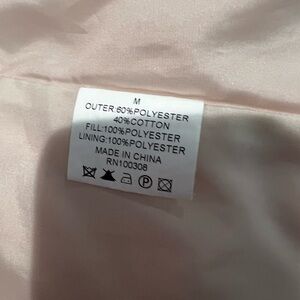 M
OUTER:60%POLYESTER
40%COTTON
FILL:100%POLYESTER
LINING:100%POLYESTER
MADE IN CHINA
RN100308
P